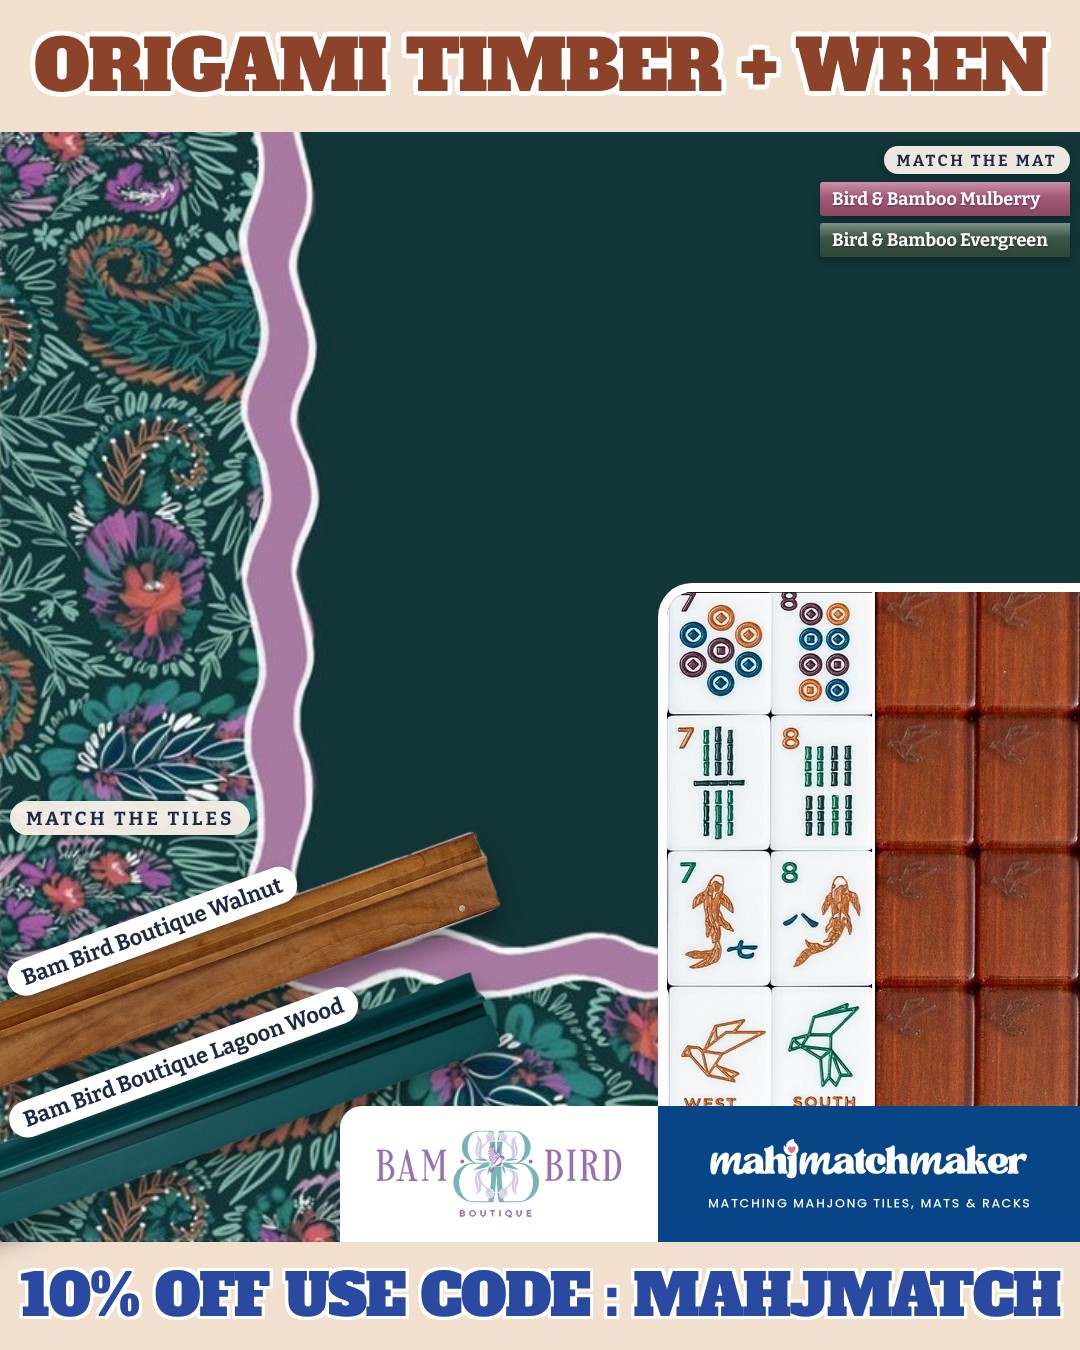 ORIGAMI TIMBER + WREN
MATCH THE MAT
Bird & Bamboo Mulberry
Bird & Bamboo Evergreen
7 8
7 8
7 8
八
七
WEST SOUTH
MATCH THE TILES
Bam Bird Boutique Walnut
Bam Bird Boutique Lagoon Wood
BAM BIRD
BOUTIQUE
mahjmatchmaker
MATCHING MAHJONG TILES, MATS & RACKS
10% OFF USE CODE : MAHJMATCH